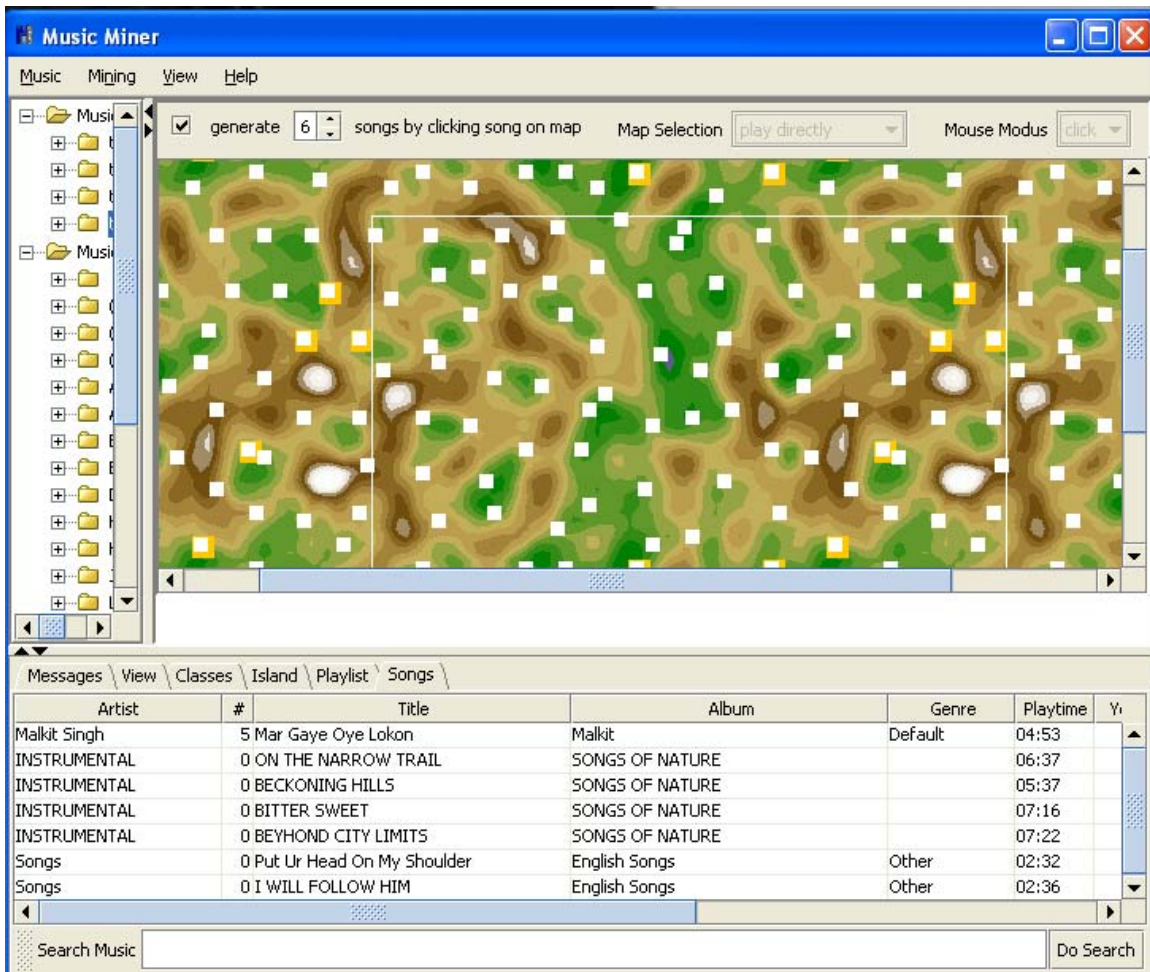 Music Miner
Music Mining View Help
generate 6 songs by clicking song on map Map Selection play directly Mouse Modus click
Messages View Classes Island Playlist Songs
Artist # Title Album Genre Playtime
Malkit Singh 5 Mar Gaye Oye Lokon Malkit Default 04:53
INSTRUMENTAL 0 ON THE NARROW TRAIL SONGS OF NATURE 06:37
INSTRUMENTAL 0 BECKONING HILLS SONGS OF NATURE 05:37
INSTRUMENTAL 0 BITTER SWEET SONGS OF NATURE 07:16
INSTRUMENTAL 0 BEYHOND CITY LIMITS SONGS OF NATURE 07:22
Songs 0 Put Ur Head On My Shoulder English Songs Other 02:32
Songs 0 I WILL FOLLOW HIM English Songs Other 02:36
Search Music Do Search